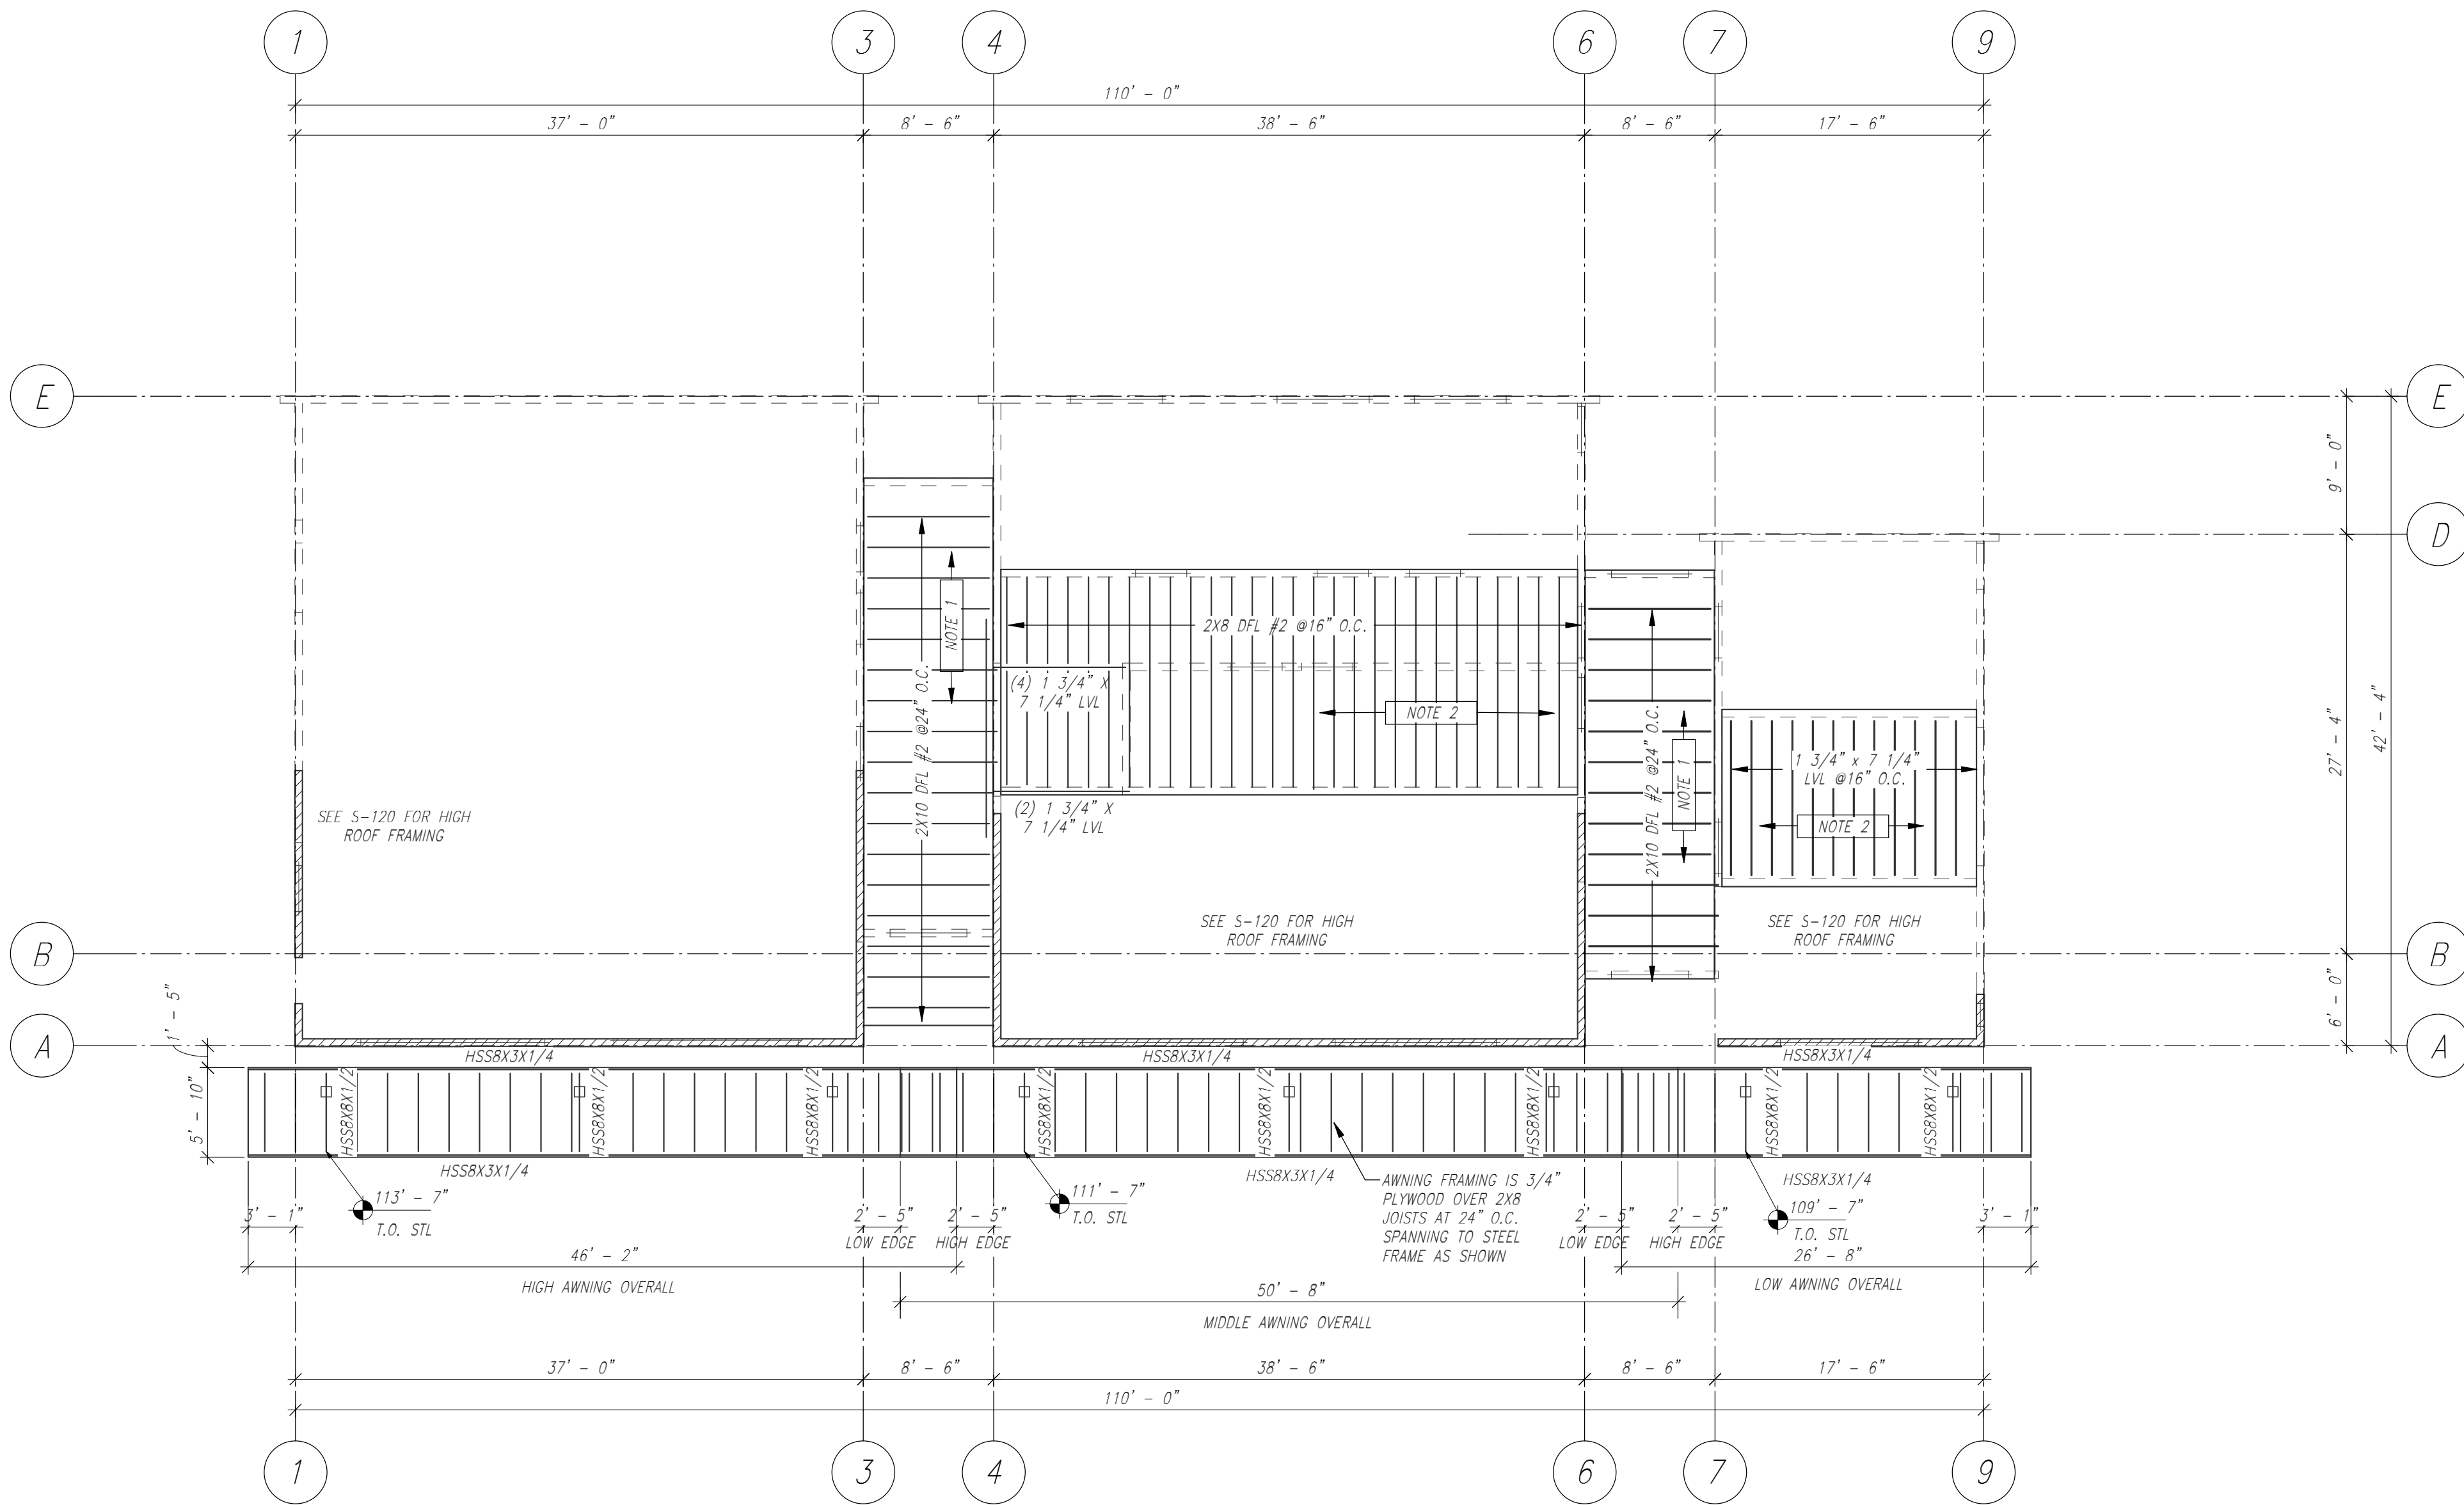 1 3 4 6 7 9
110' - 0"
37' - 0" 8' - 6" 38' - 6" 8' - 6" 17' - 6"
E E
9' - 0"
D
27' - 4"
42' - 4"
6' - 0"
NOTE 1
2X10 DFL #2 @24" O.C.
2X8 DFL #2 @16" O.C.
(4) 1 3/4" X
7 1/4" LVL
NOTE 2
(2) 1 3/4" X
7 1/4" LVL
2X10 DFL #2 @24" O.C.
NOTE 1
1 3/4" x 7 1/4"
LVL @16" O.C.
NOTE 2
SEE S-120 FOR HIGH
ROOF FRAMING
SEE S-120 FOR HIGH
ROOF FRAMING
SEE S-120 FOR HIGH
ROOF FRAMING
B B
A A
1' - 5"
5' - 10"
HSS8X3X1/4 HSS8X3X1/4 HSS8X3X1/4
HSS8X8X1/2 HSS8X8X1/2 HSS8X8X1/2 HSS8X8X1/2 HSS8X8X1/2 HSS8X8X1/2 HSS8X8X1/2 HSS8X8X1/2
HSS8X3X1/4 HSS8X3X1/4 HSS8X3X1/4
113' - 7"
T.O. STL
111' - 7"
T.O. STL
AWNING FRAMING IS 3/4"
PLYWOOD OVER 2X8
JOISTS AT 24" O.C.
SPANNING TO STEEL
FRAME AS SHOWN
109' - 7"
T.O. STL
3' - 1" 2' - 5" 2' - 5" 2' - 5" 2' - 5" 3' - 1"
LOW EDGE HIGH EDGE LOW EDGE HIGH EDGE
46' - 2"
HIGH AWNING OVERALL
26' - 8"
LOW AWNING OVERALL
50' - 8"
MIDDLE AWNING OVERALL
37' - 0" 8' - 6" 38' - 6" 8' - 6" 17' - 6"
110' - 0"
1 3 4 6 7 9